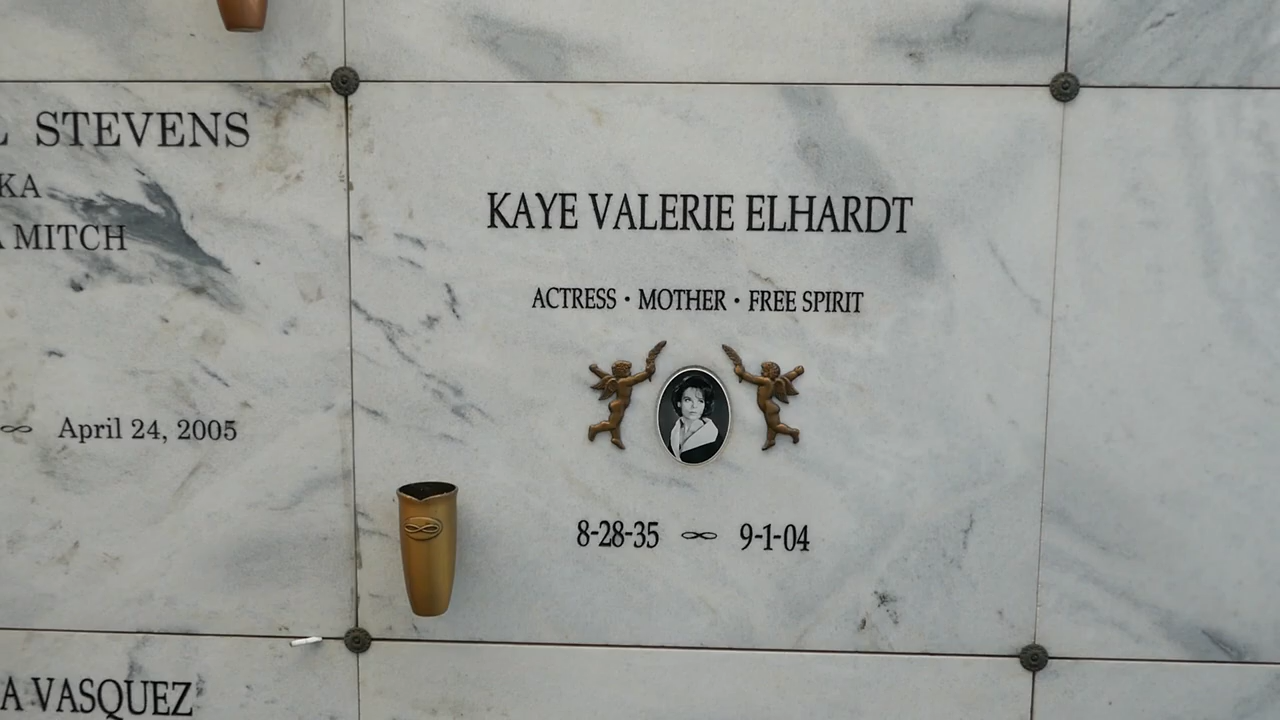 STEVENS
KA
MITCH
April 24, 2005
KAYE VALERIE ELHARDT
ACTRESS · MOTHER · FREE SPIRIT
8-28-35 ∞ 9-1-04
A VASQUEZ